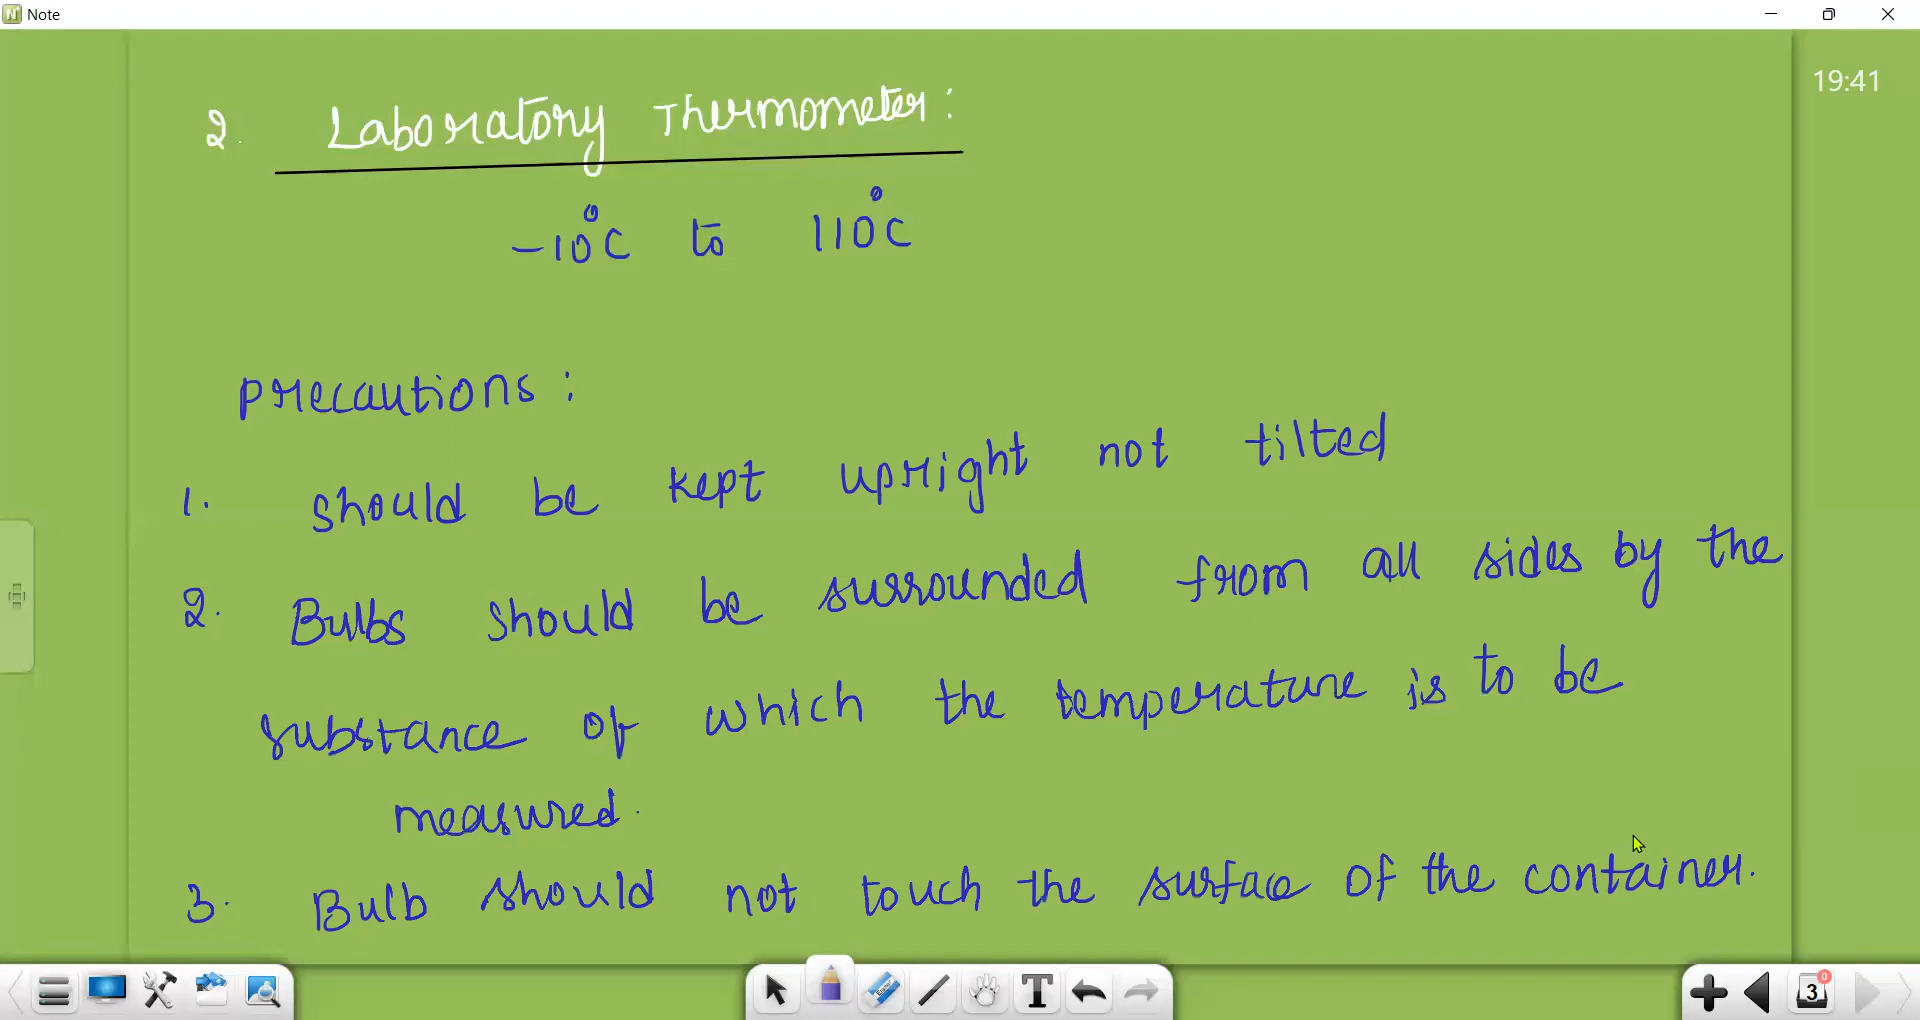 Note
19:41
2. Laboratory Thermometer:
-10°C to 110°C
Precautions:
1. should be kept upright not tilted
2. Bulbs should be surrounded from all sides by the
substance of which the temperature is to be
measured.
3. Bulb should not touch the surface of the container.
T
3
0